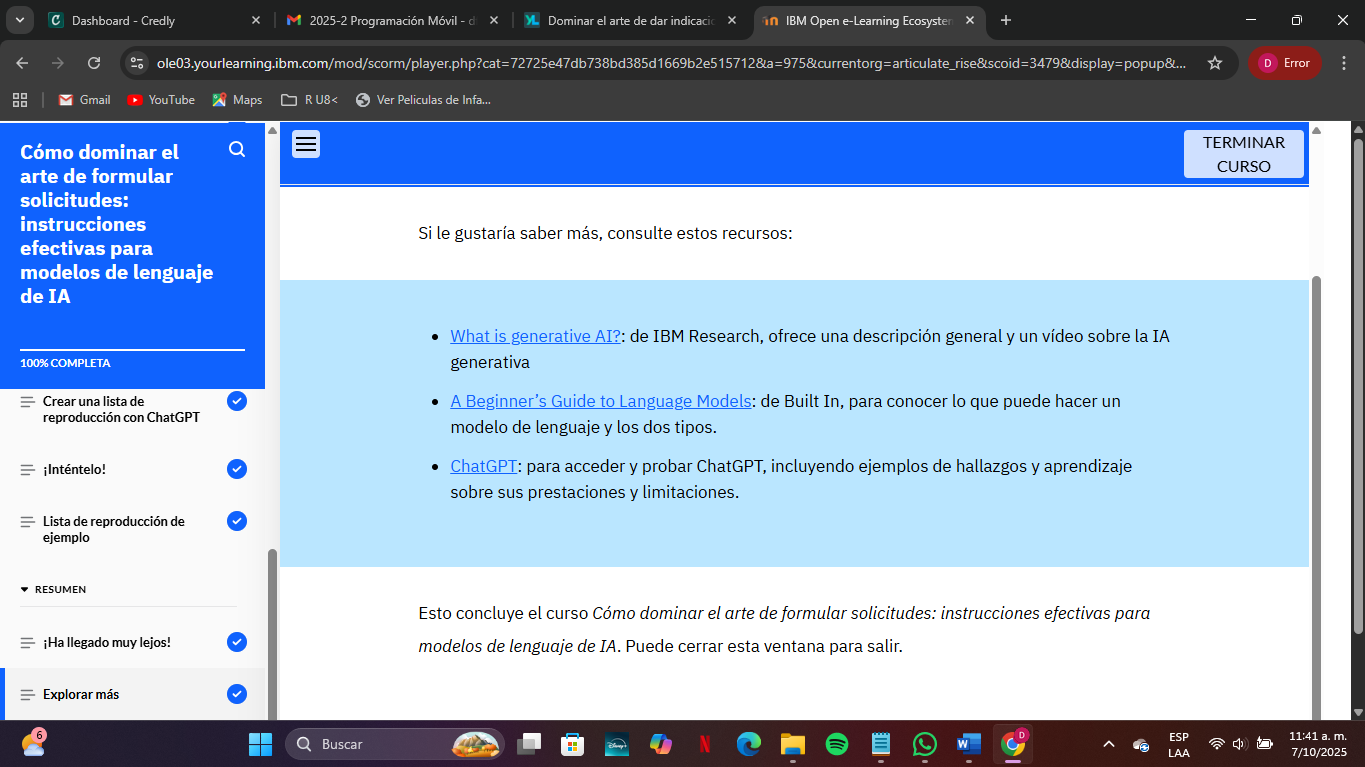 Dashboard - Credly
2025-2 Programación Móvil - d
Dominar el arte de dar indicacio
IBM Open e-Learning Ecosystem
ole03.yourlearning.ibm.com/mod/scorm/player.php?cat=72725e47db738bd385d1669b2e515712&a=975&currentorg=articulate_rise&scoid=3479&display=popup&...
D Error
Gmail
YouTube
Maps
R U8<
Ver Peliculas de Infa...
Cómo dominar el
arte de formular
solicitudes:
instrucciones
efectivas para
modelos de lenguaje
de IA
100% COMPLETA
Crear una lista de
reproducción con ChatGPT
¡Inténtelo!
Lista de reproducción de
ejemplo
RESUMEN
¡Ha llegado muy lejos!
Explorar más
TERMINAR
CURSO
Si le gustaría saber más, consulte estos recursos:
What is generative AI?: de IBM Research, ofrece una descripción general y un vídeo sobre la IA
generativa
A Beginner’s Guide to Language Models: de Built In, para conocer lo que puede hacer un
modelo de lenguaje y los dos tipos.
ChatGPT: para acceder y probar ChatGPT, incluyendo ejemplos de hallazgos y aprendizaje
sobre sus prestaciones y limitaciones.
Esto concluye el curso Cómo dominar el arte de formular solicitudes: instrucciones efectivas para
modelos de lenguaje de IA. Puede cerrar esta ventana para salir.
6
Buscar
Disney+
N
W
D
ESP
LAA
11:41 a. m.
7/10/2025